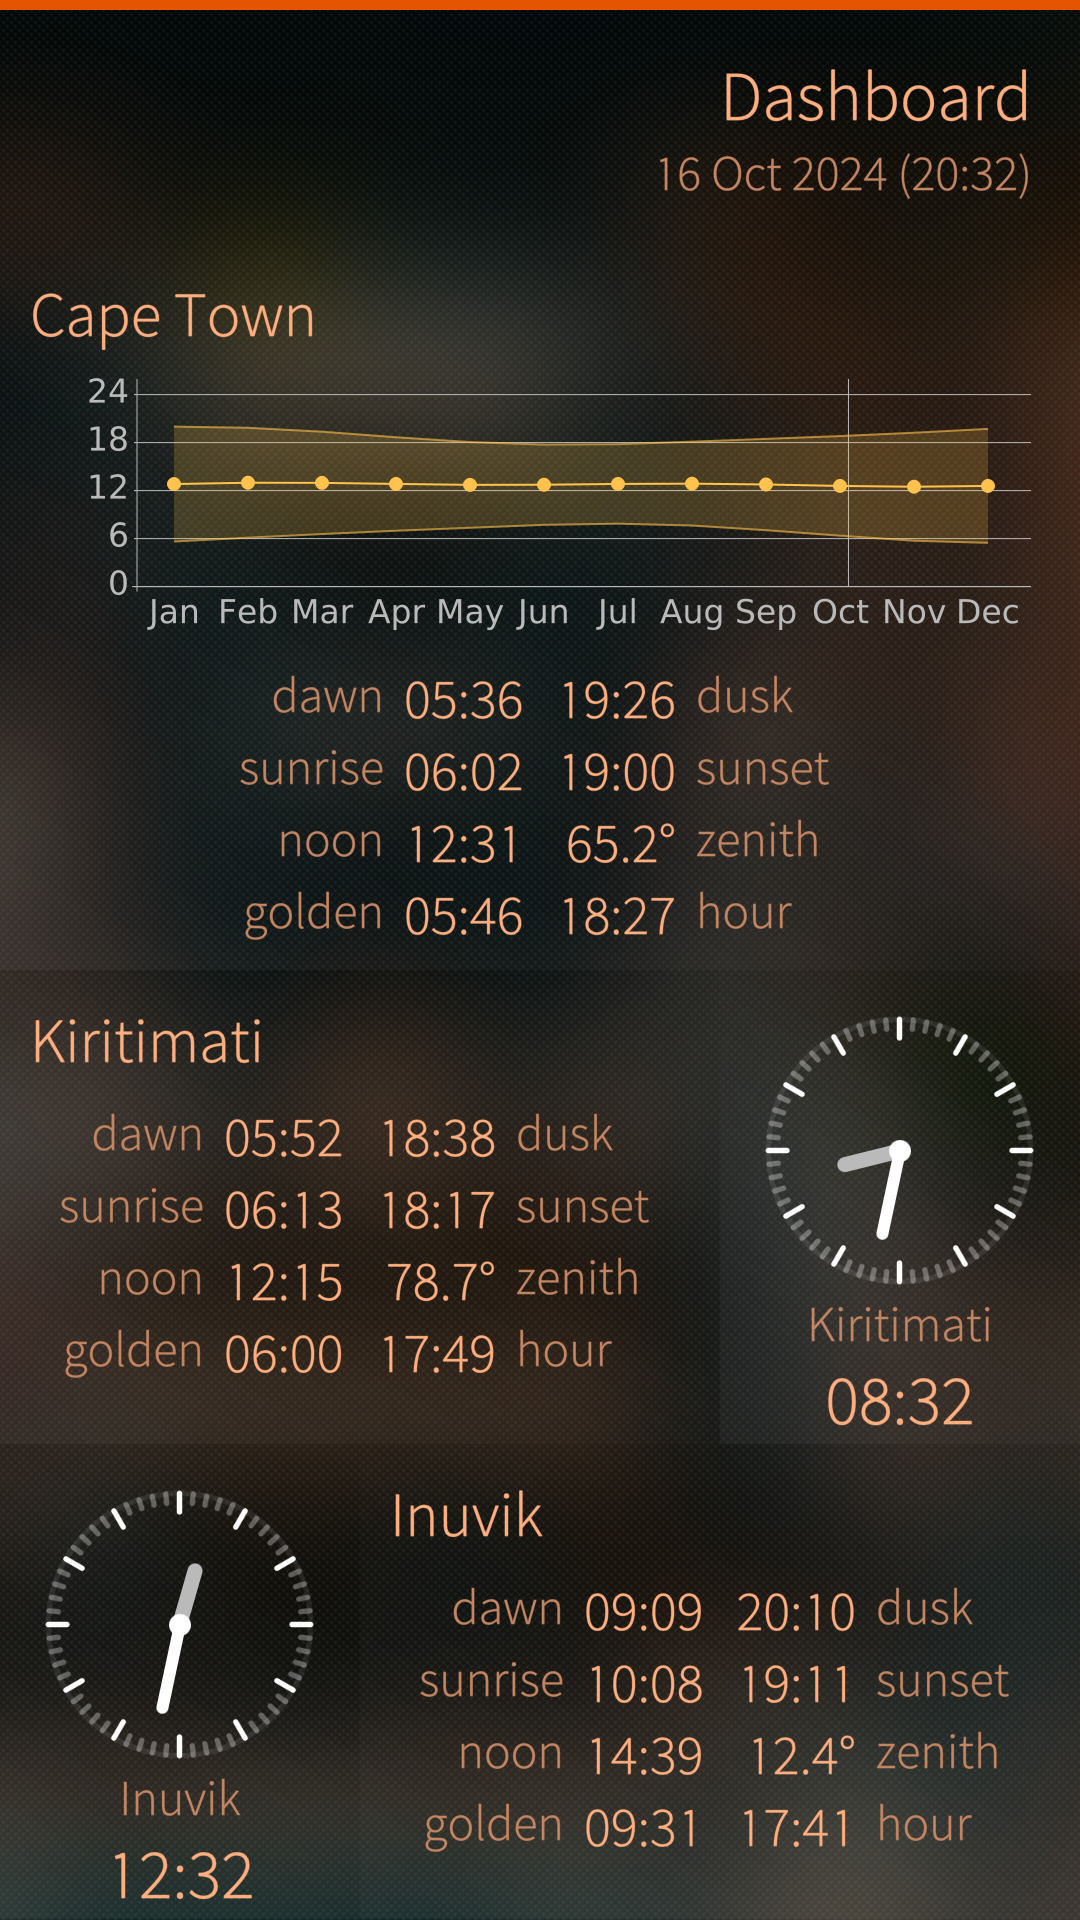 Dashboard
16 Oct 2024 (20:32)
Cape Town
24
18
12
6
0
Jan Feb Mar Apr May Jun Jul Aug Sep Oct Nov Dec
dawn 05:36 19:26 dusk
sunrise 06:02 19:00 sunset
noon 12:31 65.2° zenith
golden 05:46 18:27 hour
Kiritimati
dawn 05:52 18:38 dusk
sunrise 06:13 18:17 sunset
noon 12:15 78.7° zenith
golden 06:00 17:49 hour
Kiritimati
08:32
Inuvik
dawn 09:09 20:10 dusk
sunrise 10:08 19:11 sunset
noon 14:39 12.4° zenith
golden 09:31 17:41 hour
Inuvik
12:32